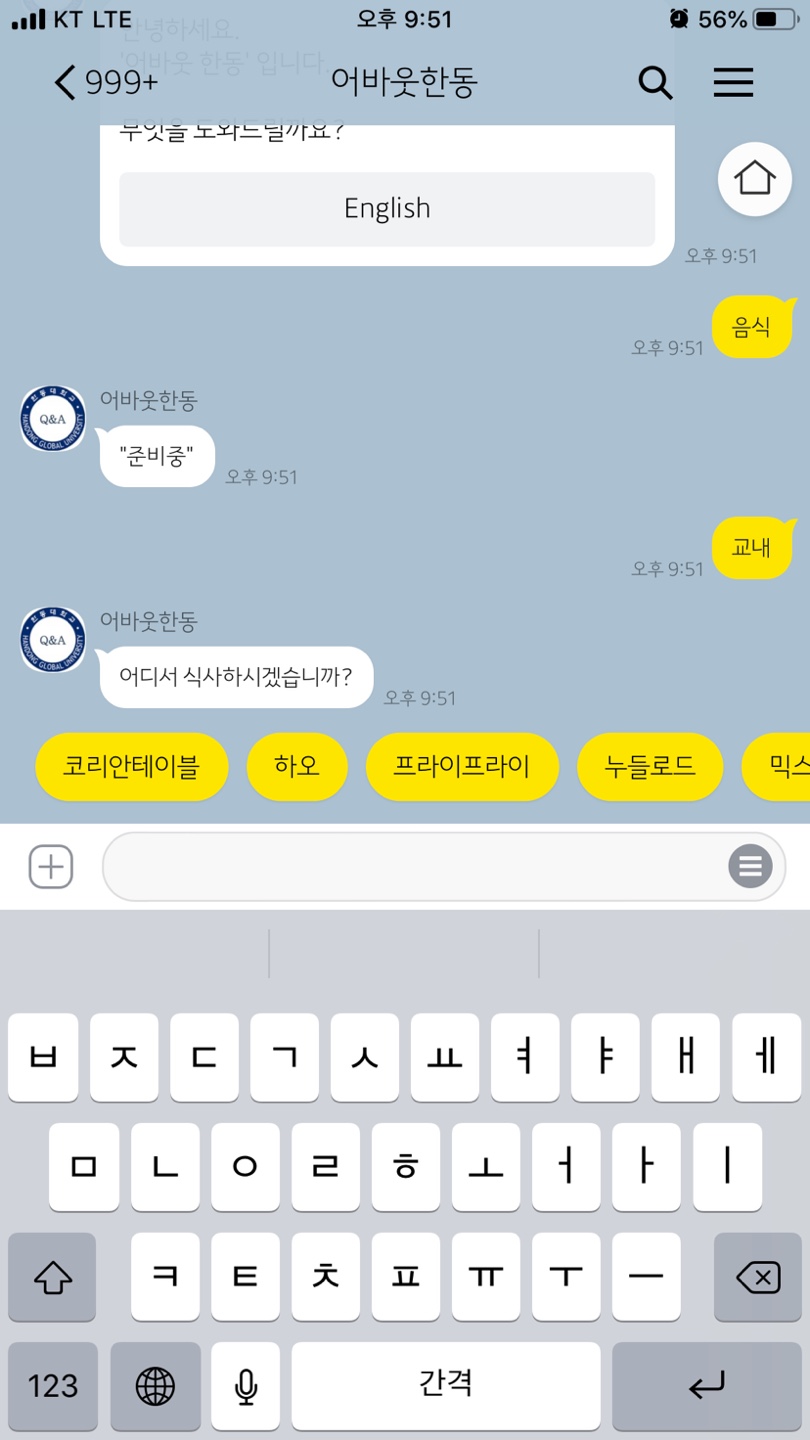 KT LTE
오후 9:51
56%
안녕하세요.
'어바웃 한동' 입니다.
999+
어바웃한동
무엇을 도와드릴까요?
English
오후 9:51
음식
오후 9:51
어바웃한동
Q&A
한동대학교
HANDONG GLOBAL UNIVERSITY
"준비중"
오후 9:51
교내
오후 9:51
어바웃한동
Q&A
한동대학교
HANDONG GLOBAL UNIVERSITY
어디서 식사하시겠습니까?
오후 9:51
코리안테이블 하오 프라이프라이 누들로드 믹스
ㅂ ㅈ ㄷ ㄱ ㅅ ㅛ ㅕ ㅑ ㅐ ㅔ
ㅁ ㄴ ㅇ ㄹ ㅎ ㅗ ㅓ ㅏ ㅣ
ㅋ ㅌ ㅊ ㅍ ㅠ ㅜ ㅡ
123 간격